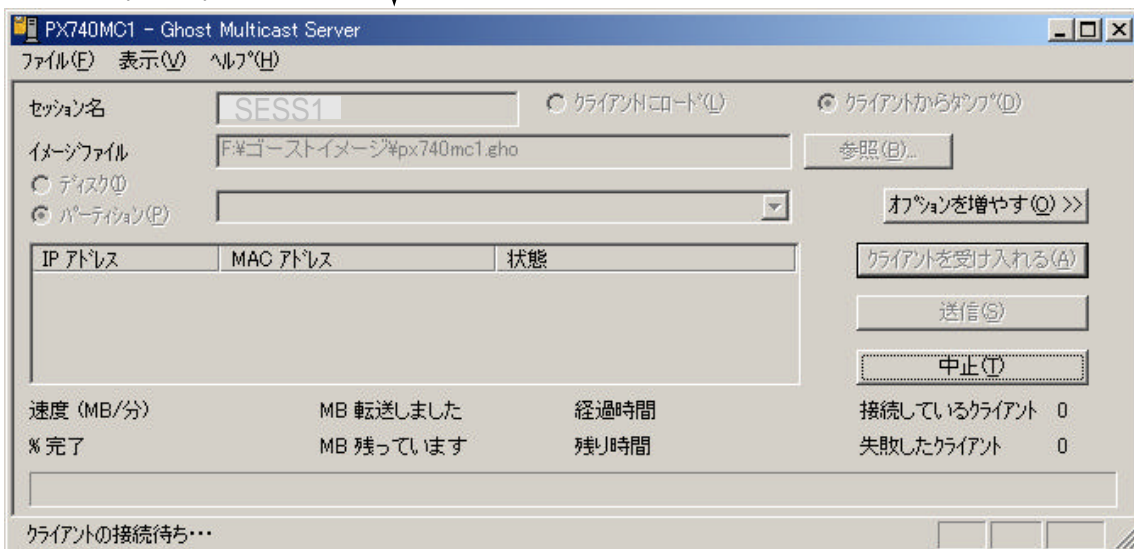 PX740MC1 - Ghost Multicast Server
ファイル(F) 表示(V) ヘルプ(H)
セッション名 SESS1 クライアントにロード(L) クライアントからダンプ(D)
イメージファイル F:¥ゴーストイメージ¥px740mc1.gho 参照(B)...
ディスク(I)
パーティション(P) オプションを増やす(O) >>
IP アドレス MAC アドレス 状態 クライアントを受け入れる(A)
送信(S)
中止(T)
速度 (MB/分) MB 転送しました 経過時間 接続しているクライアント 0
% 完了 MB 残っています 残り時間 失敗したクライアント 0
クライアントの接続待ち・・・